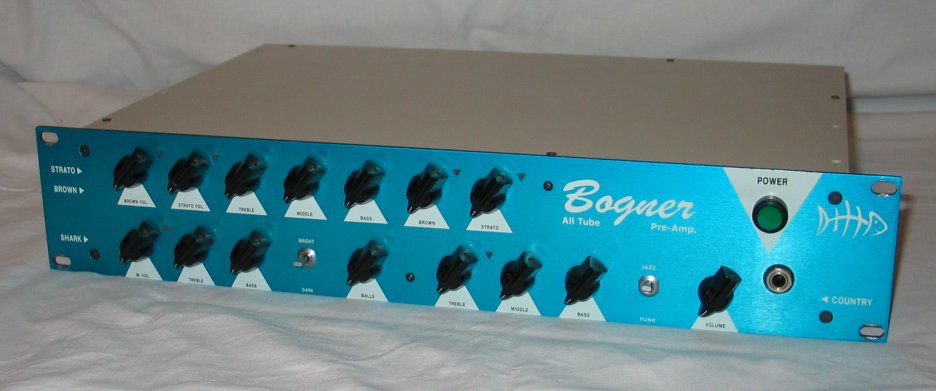 STRATO
BROWN
BROWN VOL.
STRATO VOL.
TREBLE
MIDDLE
BASS
BROWN
STRATO
Bogner
All Tube
Pre-Amp.
POWER
SHARK
M. VOL.
TREBLE
BASS
BRIGHT
DARK
BALLS
TREBLE
MIDDLE
BASS
JAZZ
FUNK
VOLUME
COUNTRY